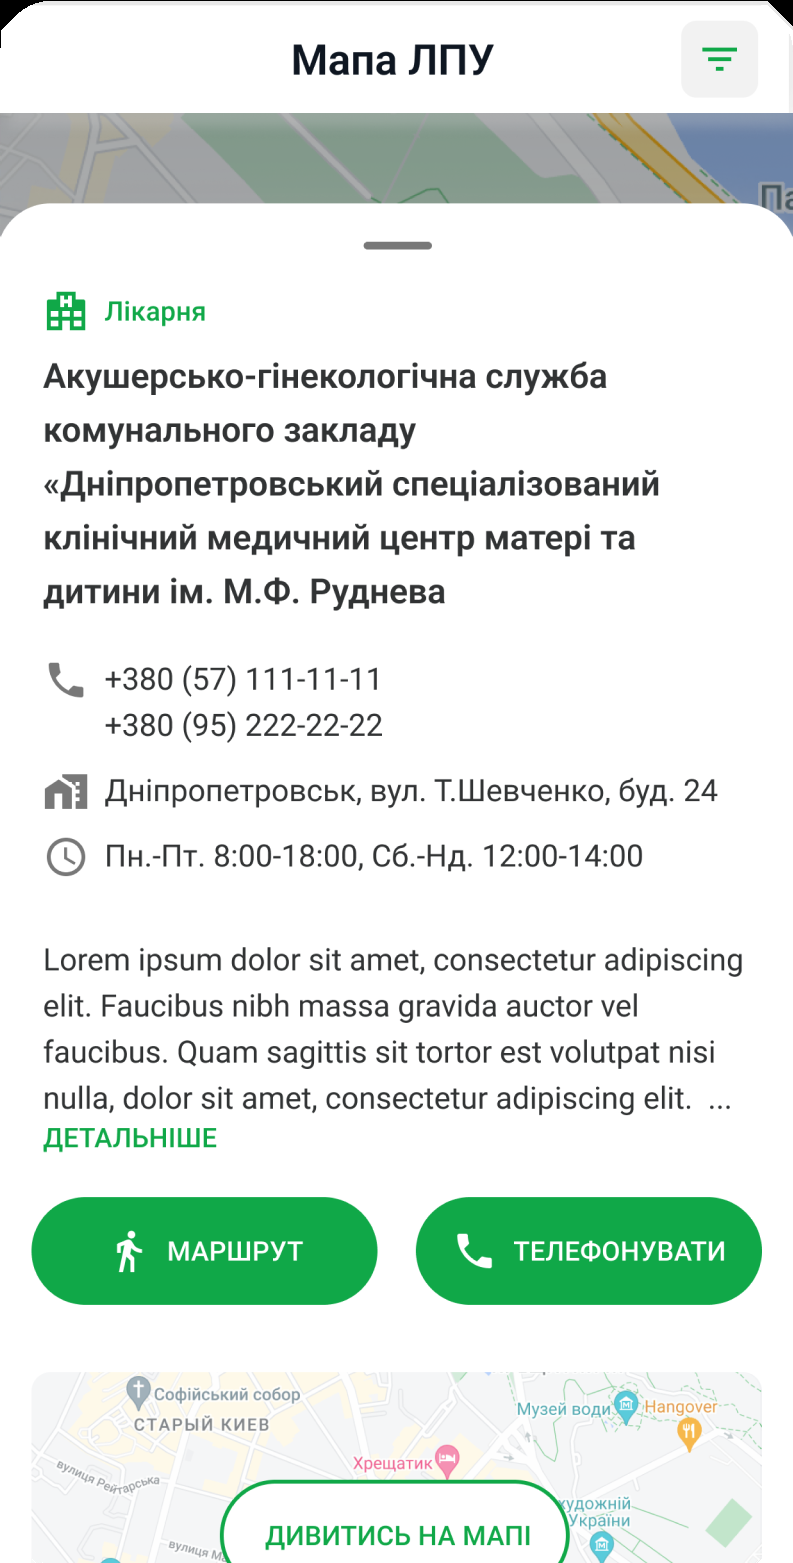 Мапа ЛПУ
Лікарня
Акушерсько-гінекологічна служба
комунального закладу
«Дніпропетровський спеціалізований
клінічний медичний центр матері та
дитини ім. М.Ф. Руднева
+380 (57) 111-11-11
+380 (95) 222-22-22
Дніпропетровськ, вул. Т.Шевченко, буд. 24
Пн.-Пт. 8:00-18:00, Сб.-Нд. 12:00-14:00
Lorem ipsum dolor sit amet, consectetur adipiscing
elit. Faucibus nibh massa gravida auctor vel
faucibus. Quam sagittis sit tortor est volutpat nisi
nulla, dolor sit amet, consectetur adipiscing elit. ...
ДЕТАЛЬНІШЕ
МАРШРУТ
ТЕЛЕФОНУВАТИ
Софійський собор
СТАРЫЙ КИЕВ
Музей води
Hangover
Хрещатик
вулиця Рейтарська
України
вулиця
ДИВИТИСЬ НА МАПІ